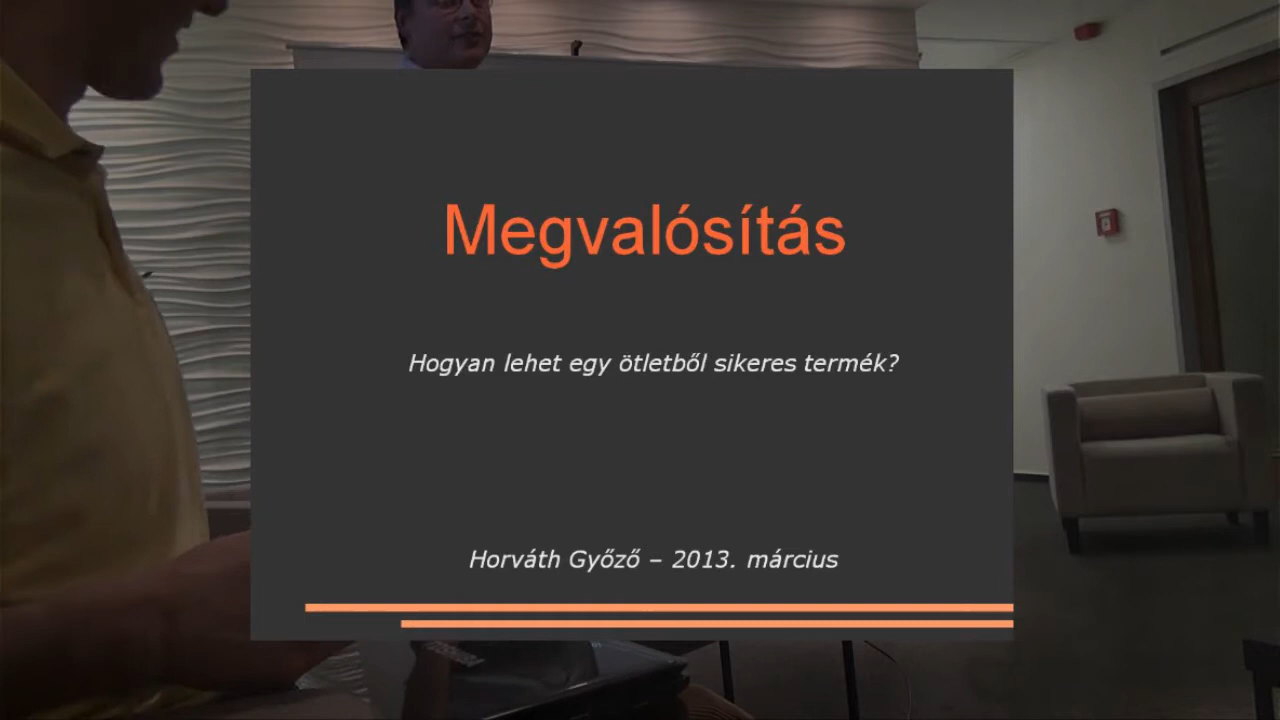 Megvalósítás
Hogyan lehet egy ötletből sikeres termék?
Horváth Győző – 2013. március